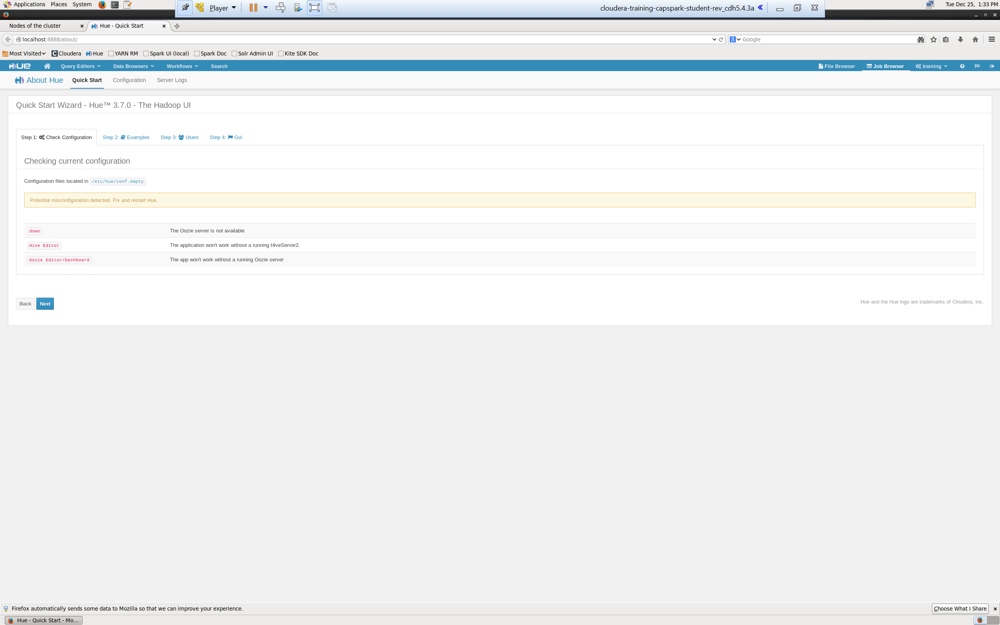 Applications Places System
Player
cloudera-training-capspark-student-rev_cdh5.4.3a
Tue Dec 25, 1:33 PM
Nodes of the cluster
Hue - Quick Start
localhost:8888/about/
Google
Most Visited Cloudera Hue YARN RM Spark UI (local) Spark Doc Solr Admin UI Kite SDK Doc
HUE Query Editors Data Browsers Workflows Search File Browser Job Browser training
About Hue Quick Start Configuration Server Logs
Quick Start Wizard - Hue™ 3.7.0 - The Hadoop UI
Step 1: Check Configuration Step 2: Examples Step 3: Users Step 4: Go!
Checking current configuration
Configuration files located in /etc/hue/conf.empty
Potential misconfiguration detected. Fix and restart Hue.
down The Oozie server is not available
Hive Editor The application won't work without a running HiveServer2.
Oozie Editor/Dashboard The app won't work without a running Oozie server
Back Next
Hue and the Hue logo are trademarks of Cloudera, Inc.
Firefox automatically sends some data to Mozilla so that we can improve your experience.
Choose What I Share
Hue - Quick Start - Mo...